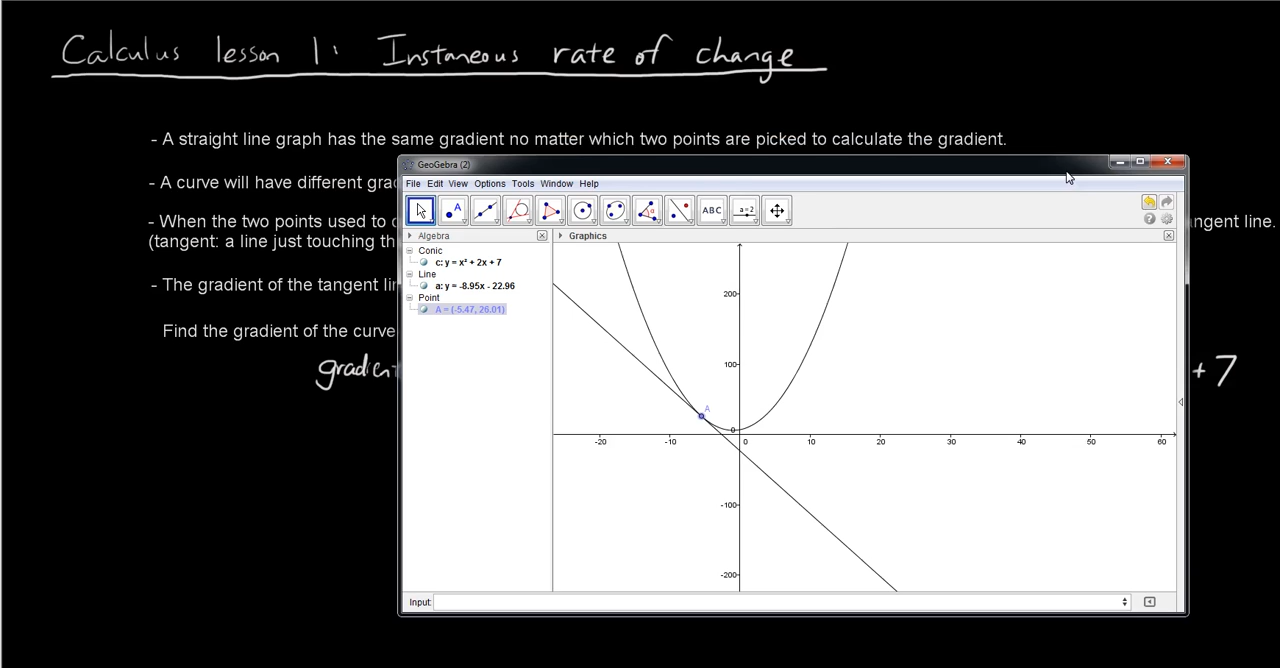 Calculus lesson 1: Instaneous rate of change
- A straight line graph has the same gradient no matter which two points are picked to calculate the gradient.
- A curve will have different
- When the two points used to
ngent line.
(tangent: a line just touching
- The gradient of the tangent
Find the gradient of the curve
+ 7
GeoGebra (2)
File Edit View Options Tools Window Help
ABC a=2
Algebra
Graphics
Conic
c: y = x² + 2x + 7
Line
a: y = -8.95x - 22.96
Point
A = (-5.47, 26.01)
A
200
100
0
-20 -10 0 10 20 30 40 50 60
-100
-200
Input: